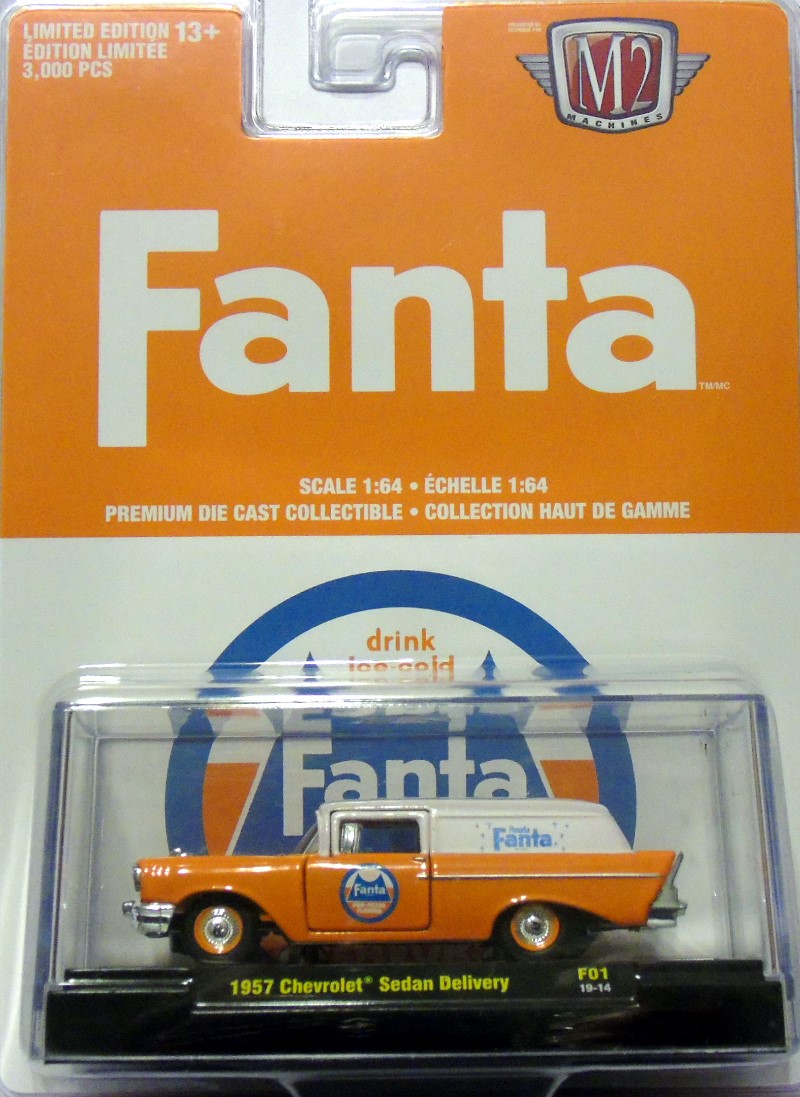 LIMITED EDITION 13+
ÉDITION LIMITÉE
3,000 PCS
M2
MACHINES
Fanta
TM/MC
SCALE 1:64 • ÉCHELLE 1:64
PREMIUM DIE CAST COLLECTIBLE • COLLECTION HAUT DE GAMME
drink
ice-cold
Fanta
Fanta
Fanta
1957 Chevrolet® Sedan Delivery
F01
19-14